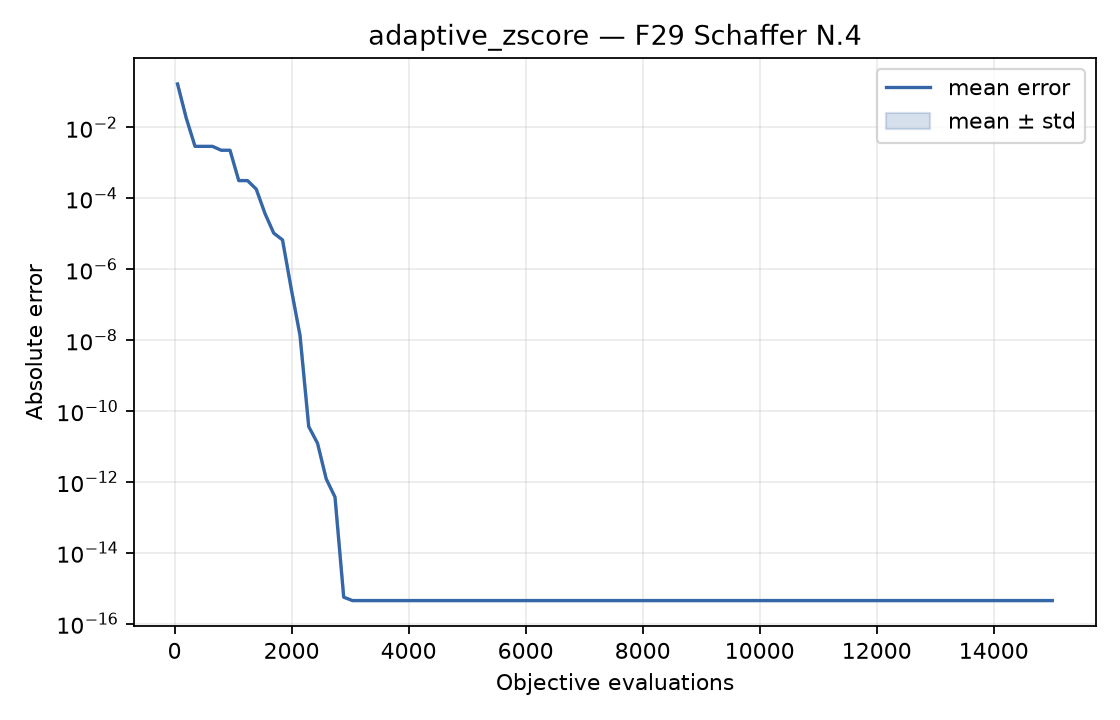 adaptive_zscore — F29 Schaffer N.4
mean error
mean ± std
Absolute error
10⁻²
10⁻⁴
10⁻⁶
10⁻⁸
10⁻¹⁰
10⁻¹²
10⁻¹⁴
10⁻¹⁶
0 2000 4000 6000 8000 10000 12000 14000
Objective evaluations